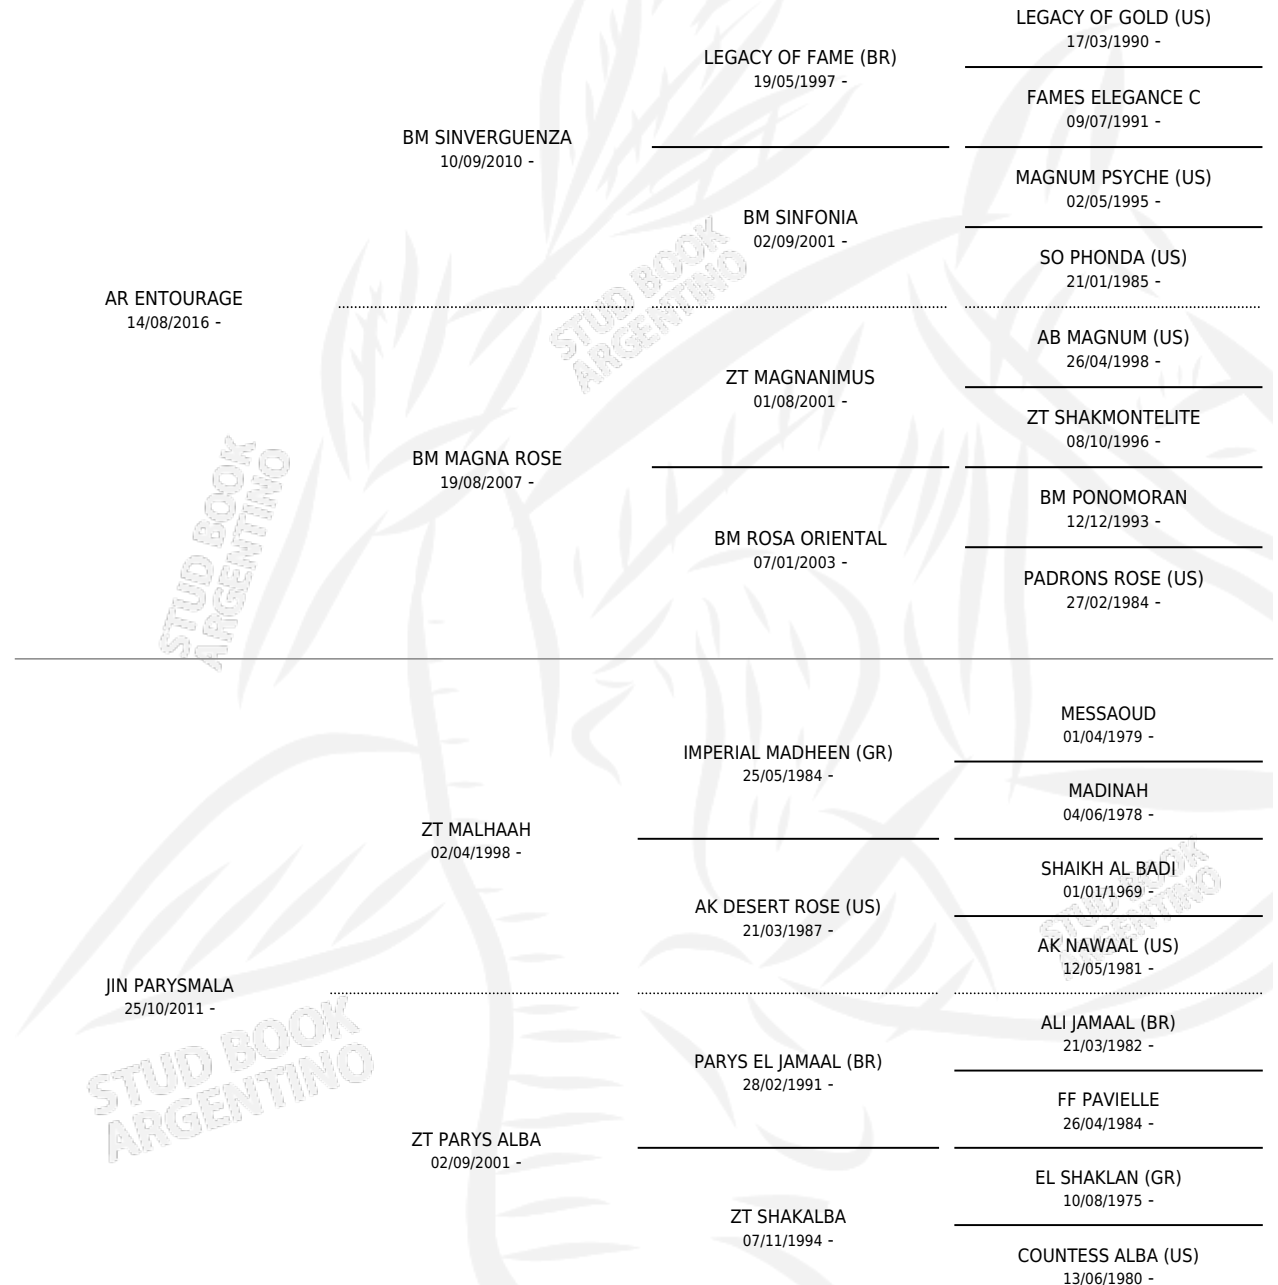 LEGACY OF GOLD (US)
17/03/1990 -
LEGACY OF FAME (BR)
19/05/1997 -
FAMES ELEGANCE C
09/07/1991 -
BM SINVERGUENZA
10/09/2010 -
MAGNUM PSYCHE (US)
02/05/1995 -
BM SINFONIA
02/09/2001 -
SO PHONDA (US)
21/01/1985 -
AR ENTOURAGE
14/08/2016 -
AB MAGNUM (US)
26/04/1998 -
ZT MAGNANIMUS
01/08/2001 -
ZT SHAKMONTELITE
08/10/1996 -
BM MAGNA ROSE
19/08/2007 -
BM PONOMORAN
12/12/1993 -
BM ROSA ORIENTAL
07/01/2003 -
PADRONS ROSE (US)
27/02/1984 -
STUD BOOK
ARGENTINO
STUD BOOK
ARGENTINO
MESSAOUD
01/04/1979 -
IMPERIAL MADHEEN (GR)
25/05/1984 -
MADINAH
04/06/1978 -
ZT MALHAAH
02/04/1998 -
SHAIKH AL BADI
01/01/1969 -
AK DESERT ROSE (US)
21/03/1987 -
AK NAWAAL (US)
12/05/1981 -
JIN PARYSMALA
25/10/2011 -
ALI JAMAAL (BR)
21/03/1982 -
PARYS EL JAMAAL (BR)
28/02/1991 -
FF PAVIELLE
26/04/1984 -
ZT PARYS ALBA
02/09/2001 -
EL SHAKLAN (GR)
10/08/1975 -
ZT SHAKALBA
07/11/1994 -
COUNTESS ALBA (US)
13/06/1980 -
STUD BOOK
ARGENTINO
STUD BOOK
ARGENTINO